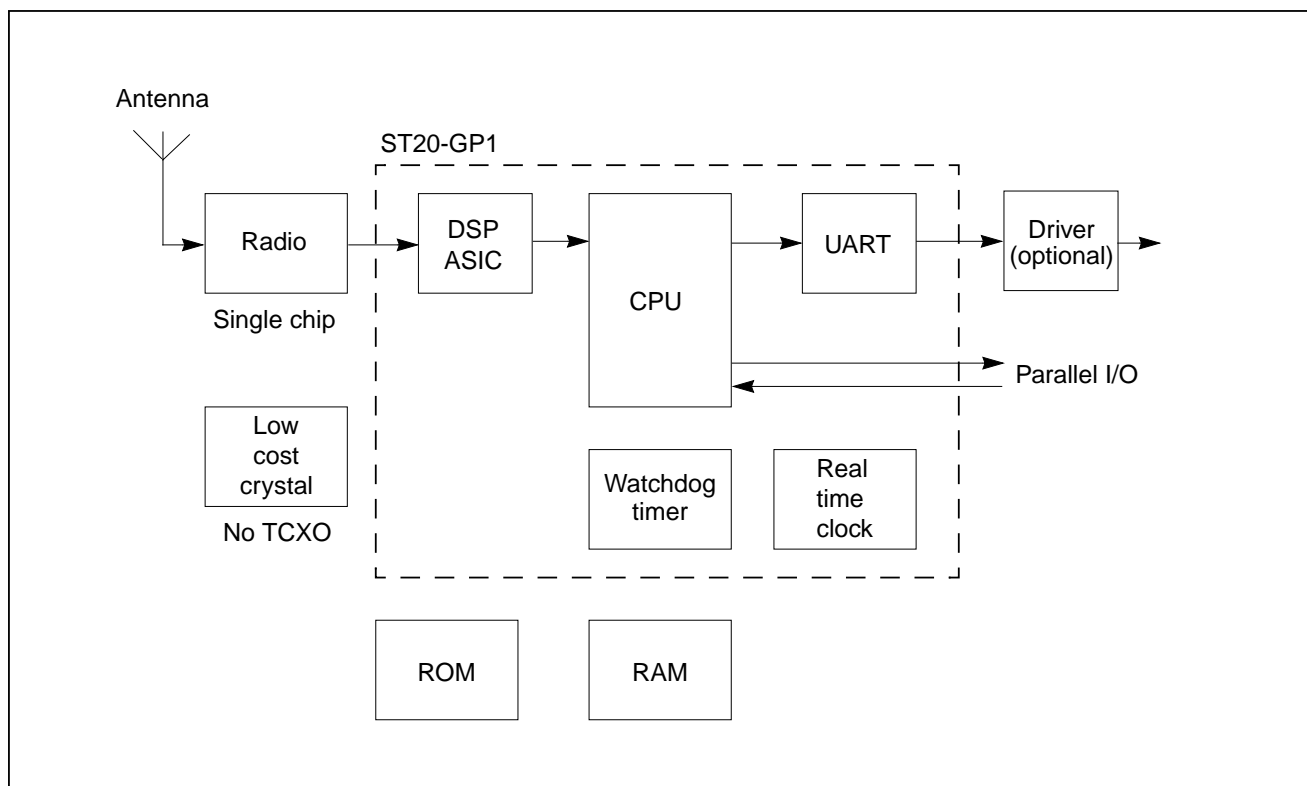 Antenna
ST20-GP1
Radio
DSP
ASIC
CPU
UART
Driver
(optional)
Single chip
Parallel I/O
Low
cost
crystal
No TCXO
Watchdog
timer
Real
time
clock
ROM
RAM